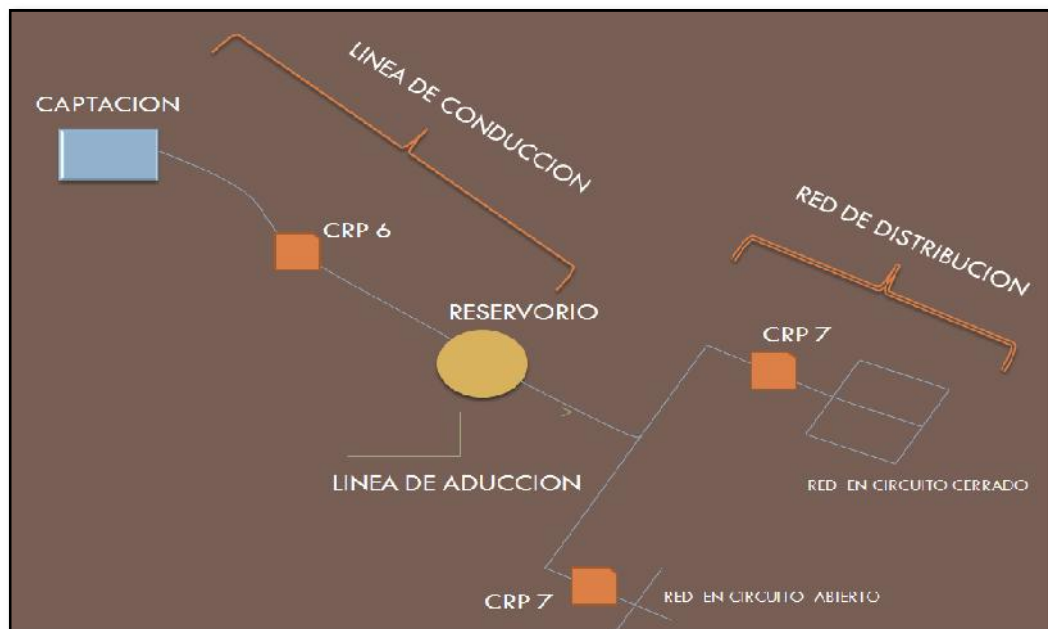 LINEA DE CONDUCCION
CAPTACION
RED DE DISTRIBUCION
CRP 6
RESERVORIO
CRP 7
LINEA DE ADUCCION
RED EN CIRCUITO CERRADO
CRP 7
RED EN CIRCUITO ABIERTO